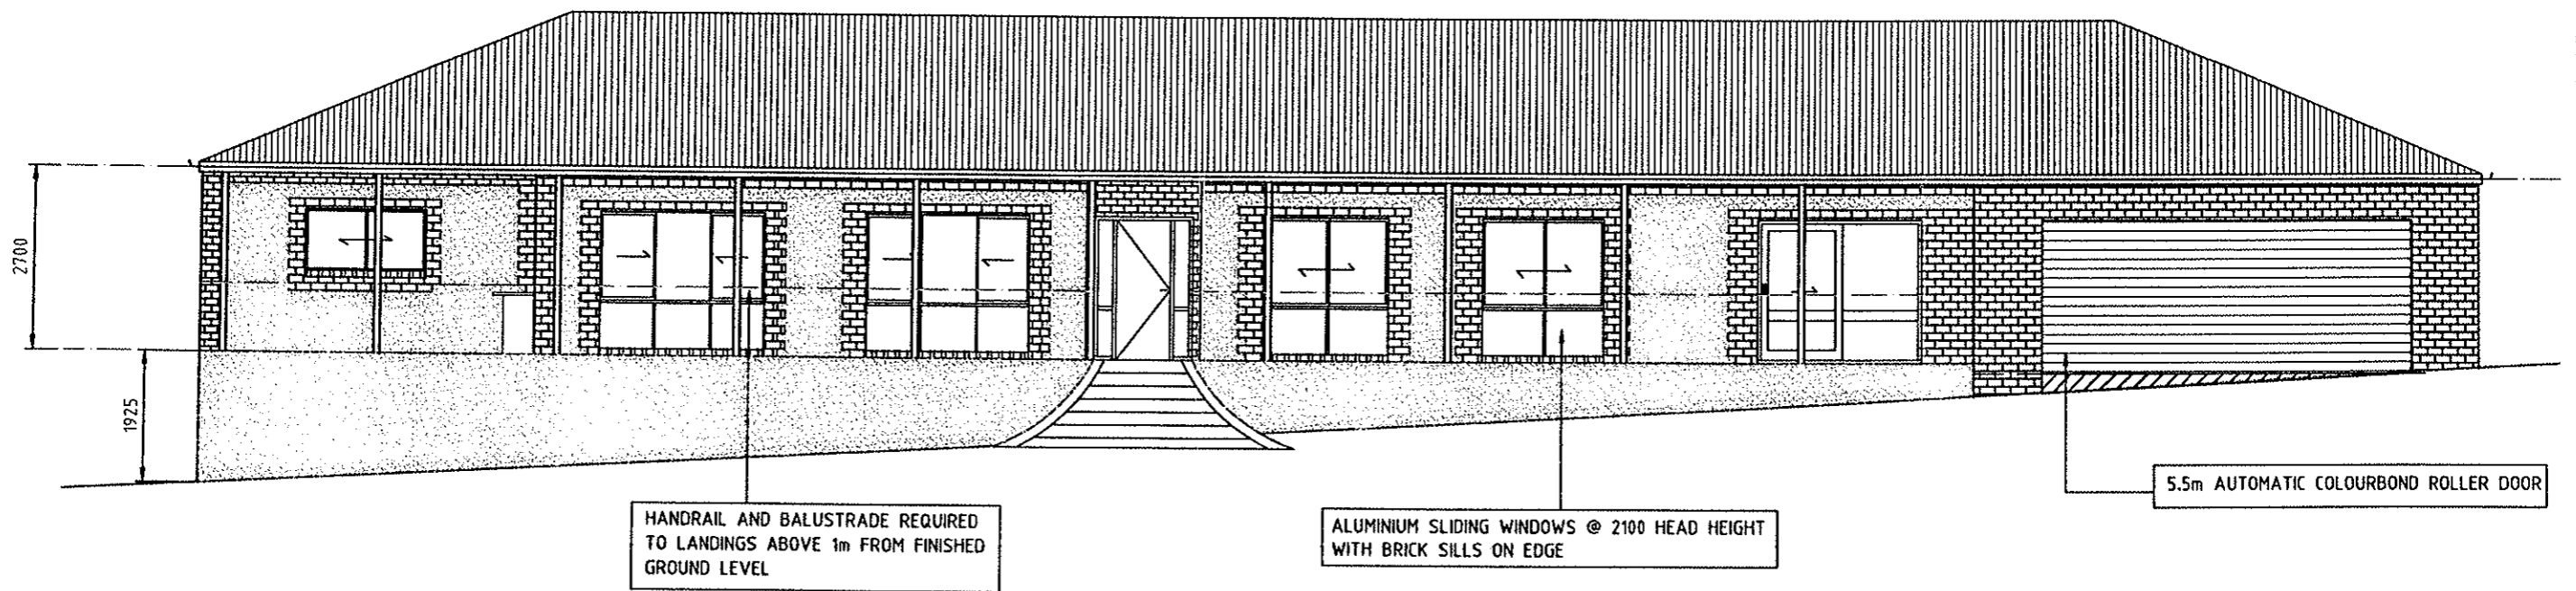 2700
1925
HANDRAIL AND BALUSTRADE REQUIRED
TO LANDINGS ABOVE 1m FROM FINISHED
GROUND LEVEL
ALUMINIUM SLIDING WINDOWS @ 2100 HEAD HEIGHT
WITH BRICK SILLS ON EDGE
5.5m AUTOMATIC COLOURBOND ROLLER DOOR